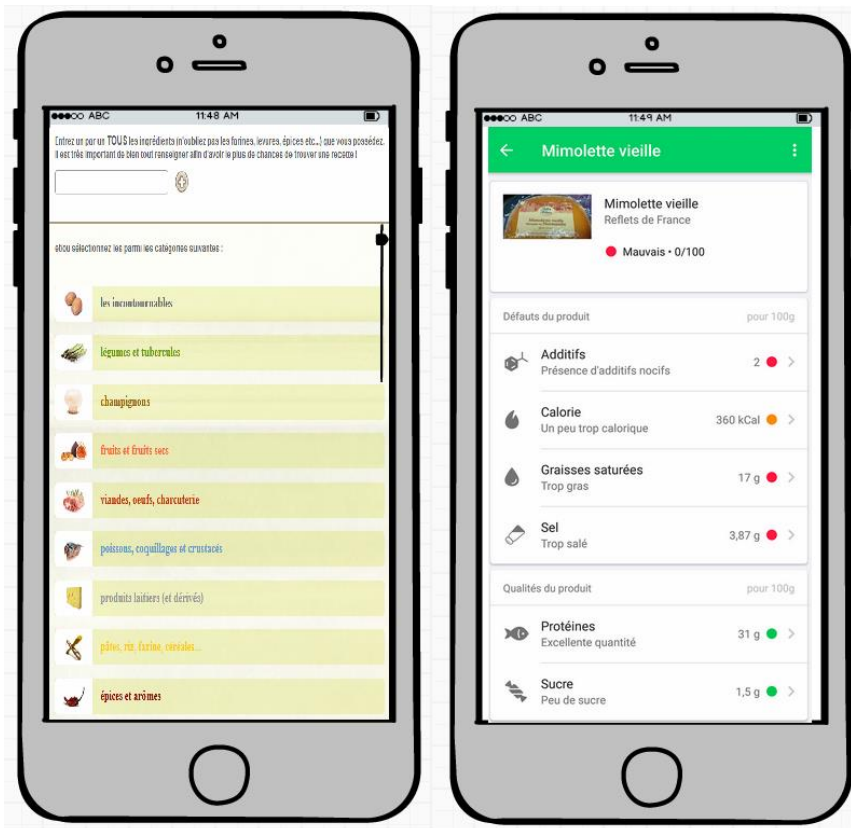 ABC 11:48 AM
Entrez un par un TOUS les ingrédients (n'oubliez pas les farines, levures, épices etc...) que vous possédez.
Il est très important de bien tout renseigner afin d'avoir le plus de chances de trouver une recette !
et/ou sélectionnez les parmi les catégories suivantes :
les incontournables
légumes et tubercules
champignons
fruits et fruits secs
viandes, oeufs, charcuterie
poissons, coquillages et crustacés
produits laitiers (et dérivés)
pâtes, riz, farine, céréales...
épices et arômes
ABC 11:49 AM
Mimolette vieille
Mimolette vieille
Reflets de France
Mauvais • 0/100
Défauts du produit pour 100g
Additifs
Présence d'additifs nocifs
2
Calorie
Un peu trop calorique
360 kCal
Graisses saturées
Trop gras
17 g
Sel
Trop salé
3,87 g
Qualités du produit pour 100g
Protéines
Excellente quantité
31 g
Sucre
Peu de sucre
1,5 g